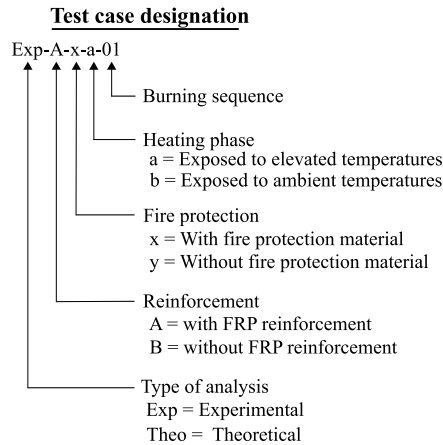 Test case designation
Exp-A-x-a-01
Burning sequence
Heating phase
a = Exposed to elevated temperatures
b = Exposed to ambient temperatures
Fire protection
x = With fire protection material
y = Without fire protection material
Reinforcement
A = with FRP reinforcement
B = without FRP reinforcement
Type of analysis
Exp = Experimental
Theo = Theoretical